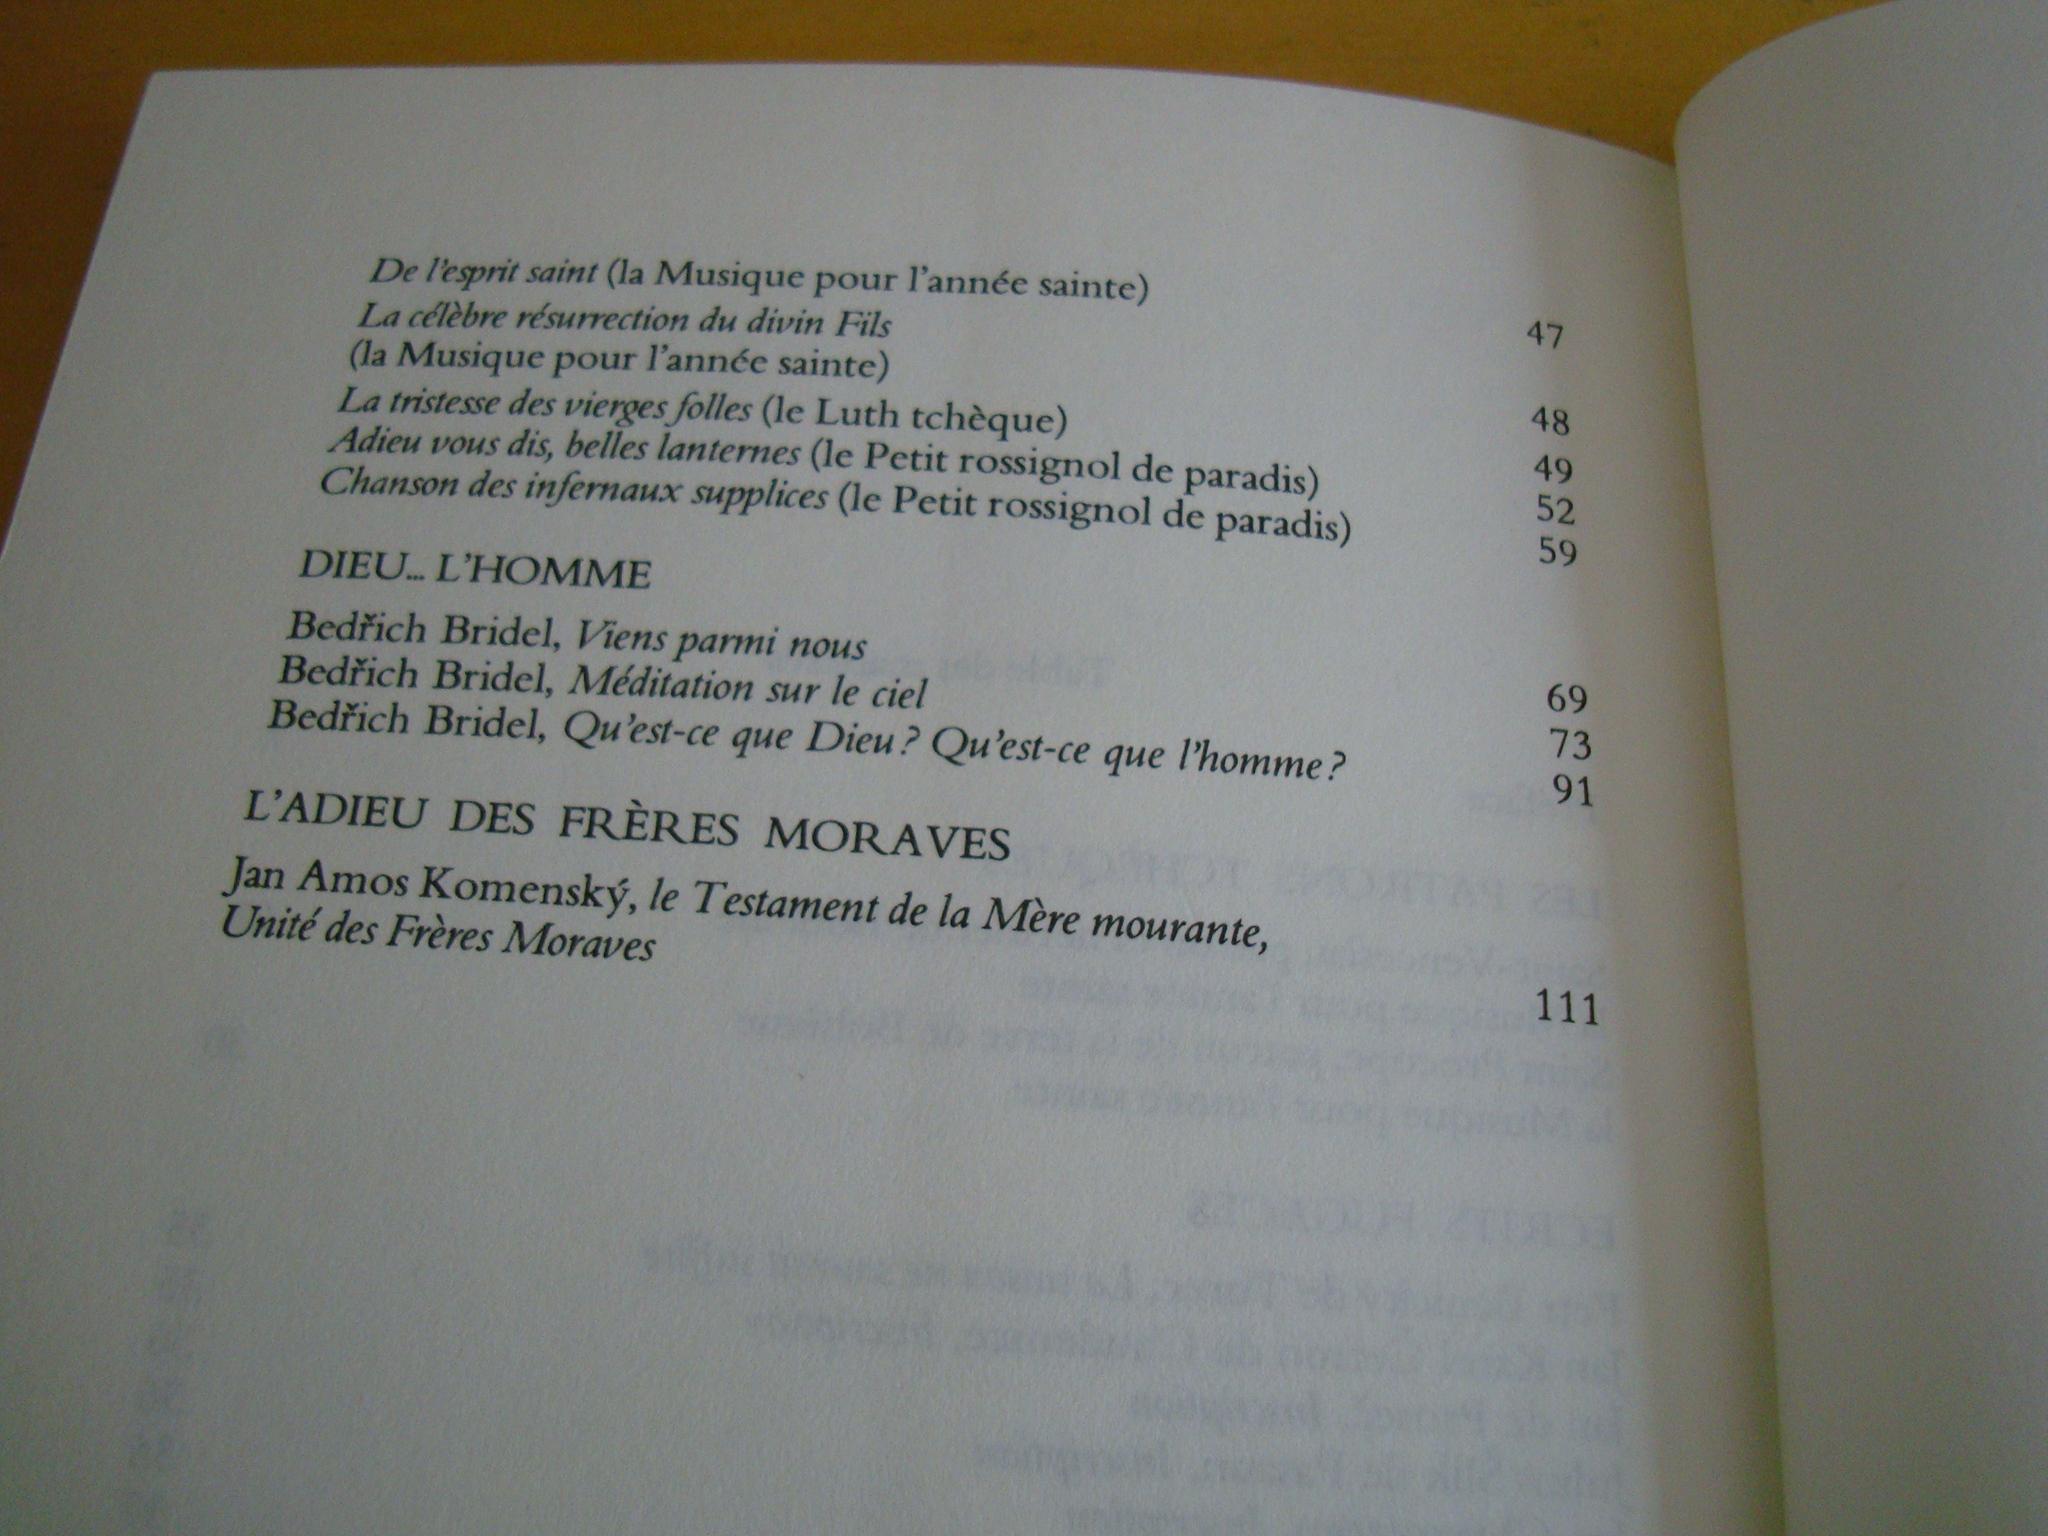 De l'esprit saint (la Musique pour l'année sainte) 47
La célèbre résurrection du divin Fils
(la Musique pour l'année sainte) 48
La tristesse des vierges folles (le Luth tchèque) 49
Adieu vous dis, belles lanternes (le Petit rossignol de paradis) 52
Chanson des infernaux supplices (le Petit rossignol de paradis) 59
DIEU... L'HOMME
Bedřich Bridel, Viens parmi nous 69
Bedřich Bridel, Méditation sur le ciel 73
Bedřich Bridel, Qu'est-ce que Dieu ? Qu'est-ce que l'homme ? 91
L'ADIEU DES FRÈRES MORAVES
Jan Amos Komenský, le Testament de la Mère mourante,
Unité des Frères Moraves 111